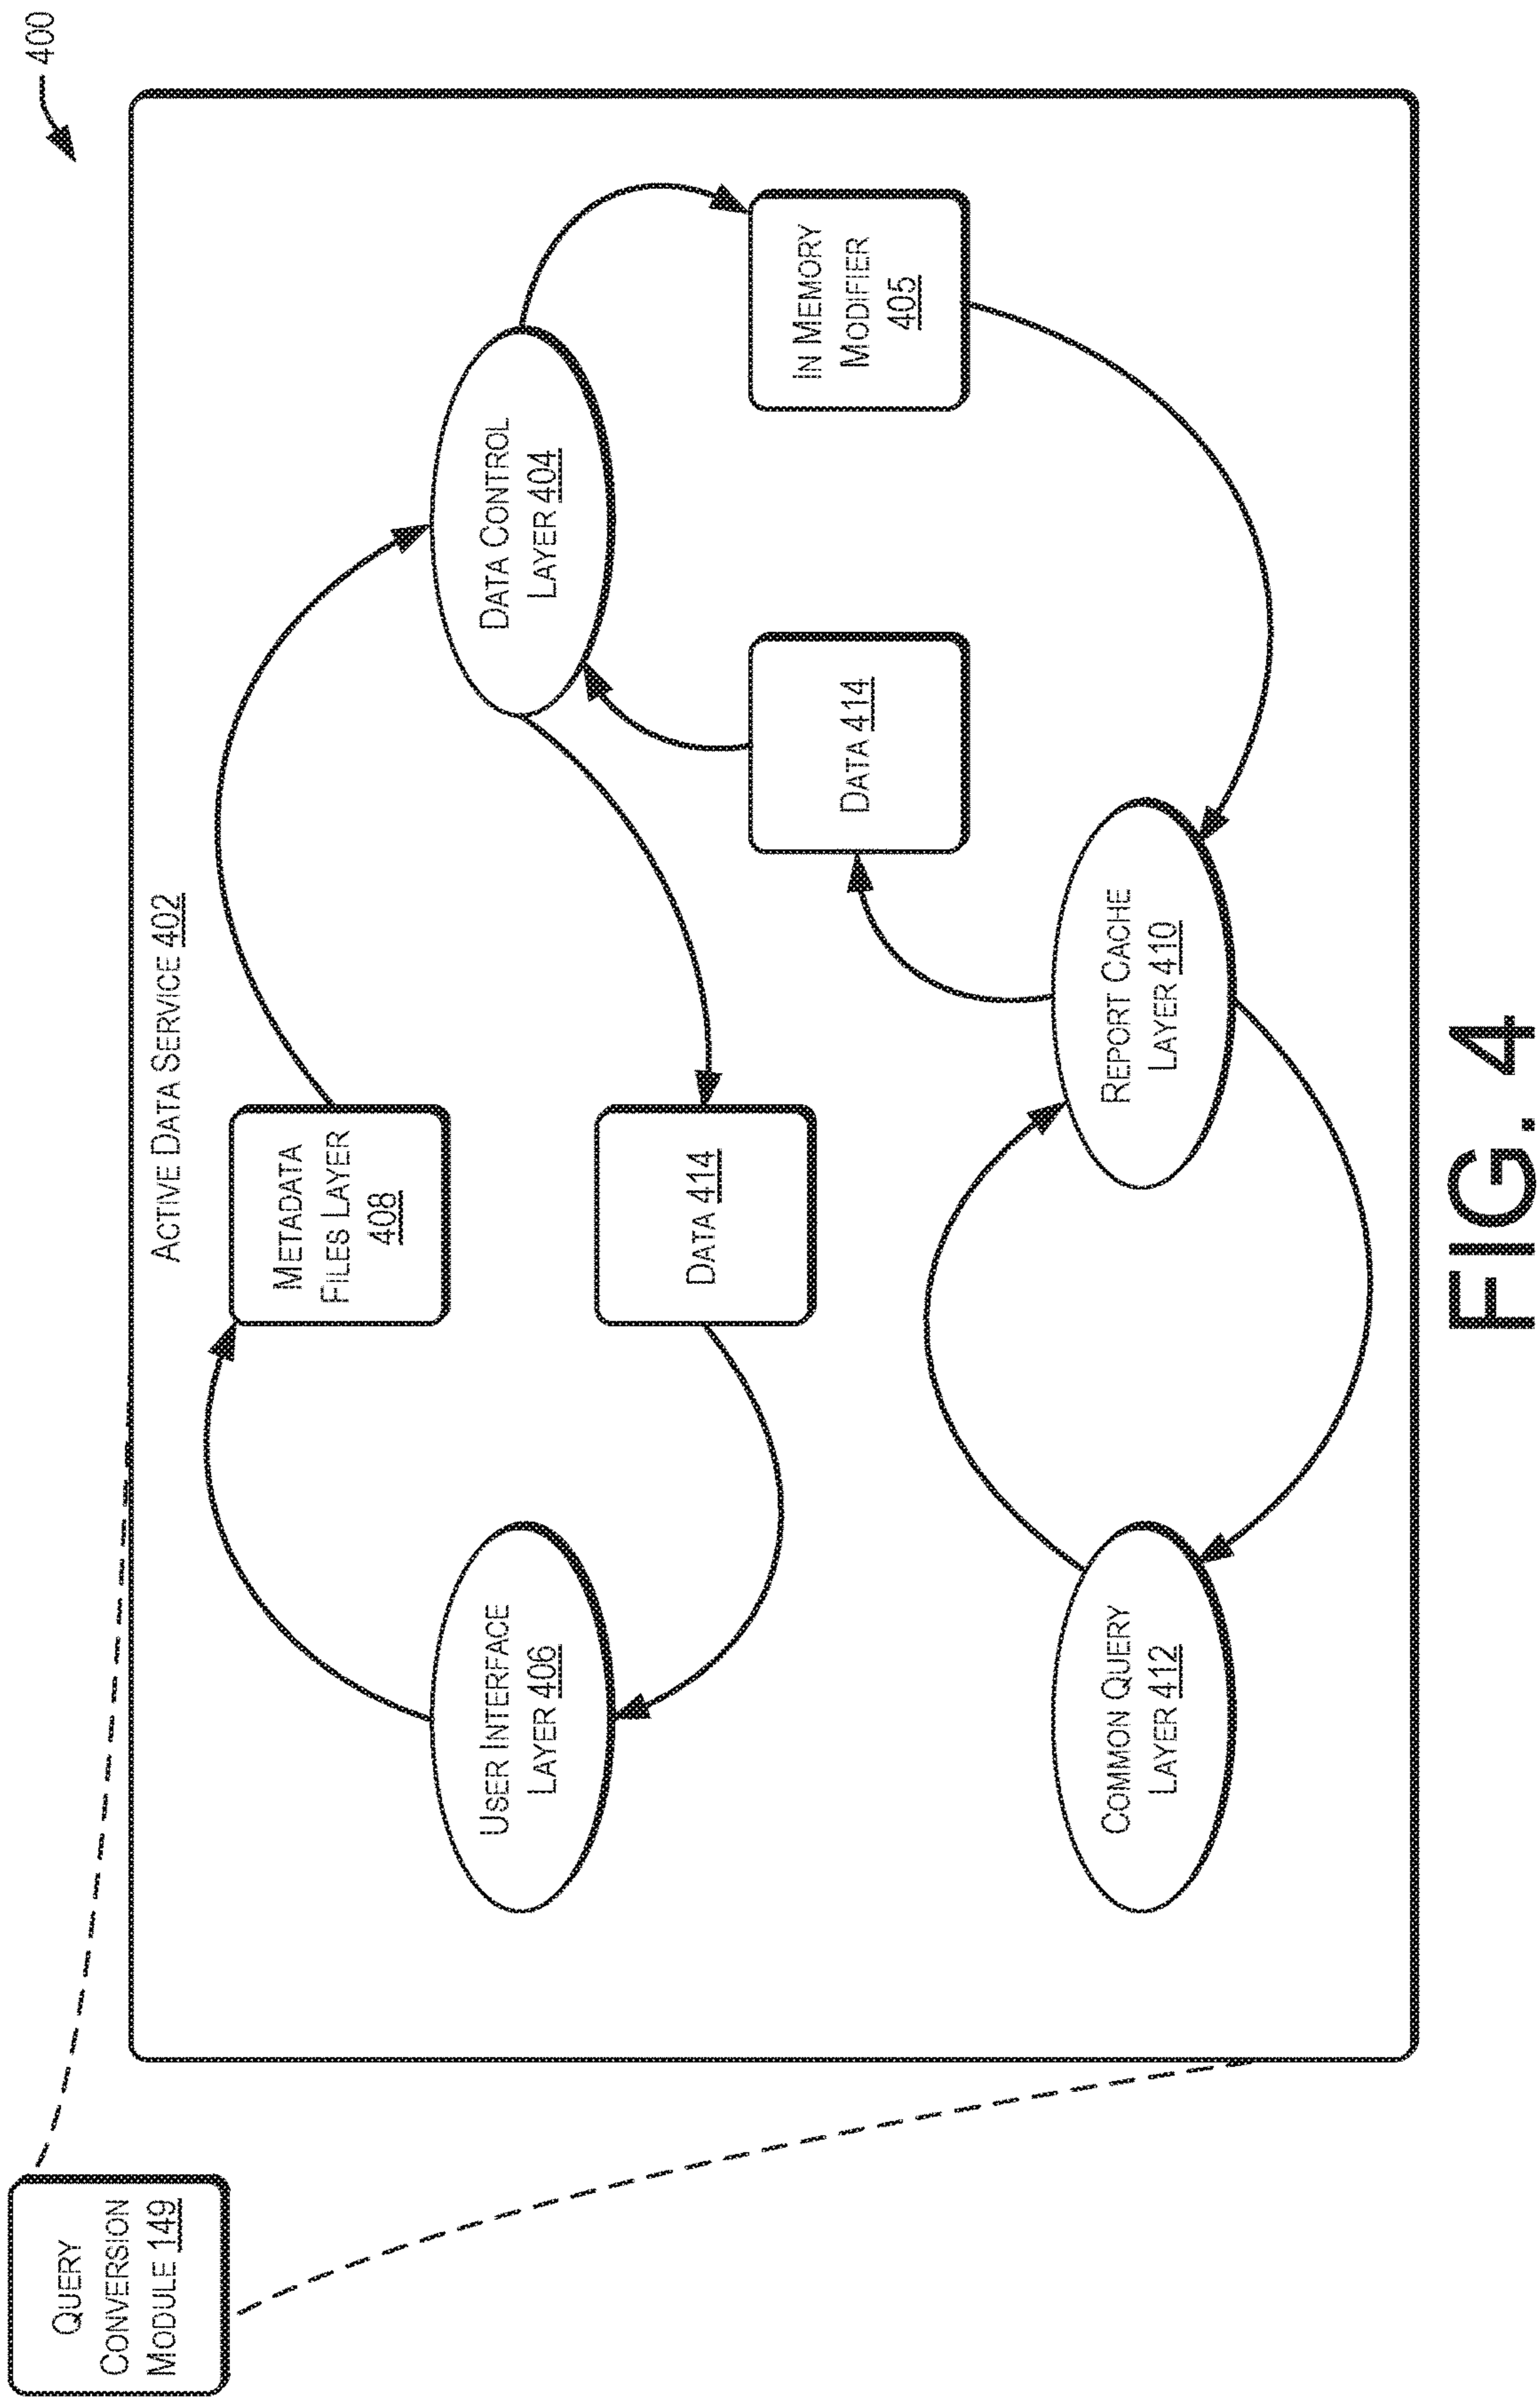 400
QUERY
CONVERSION
MODULE 149
ACTIVE DATA SERVICE 402
METADATA
FILES LAYER
408
USER INTERFACE
LAYER 406
DATA CONTROL
LAYER 404
DATA 414
DATA 414
IN MEMORY
MODIFIER
405
COMMON QUERY
LAYER 412
REPORT CACHE
LAYER 410
FIG. 4